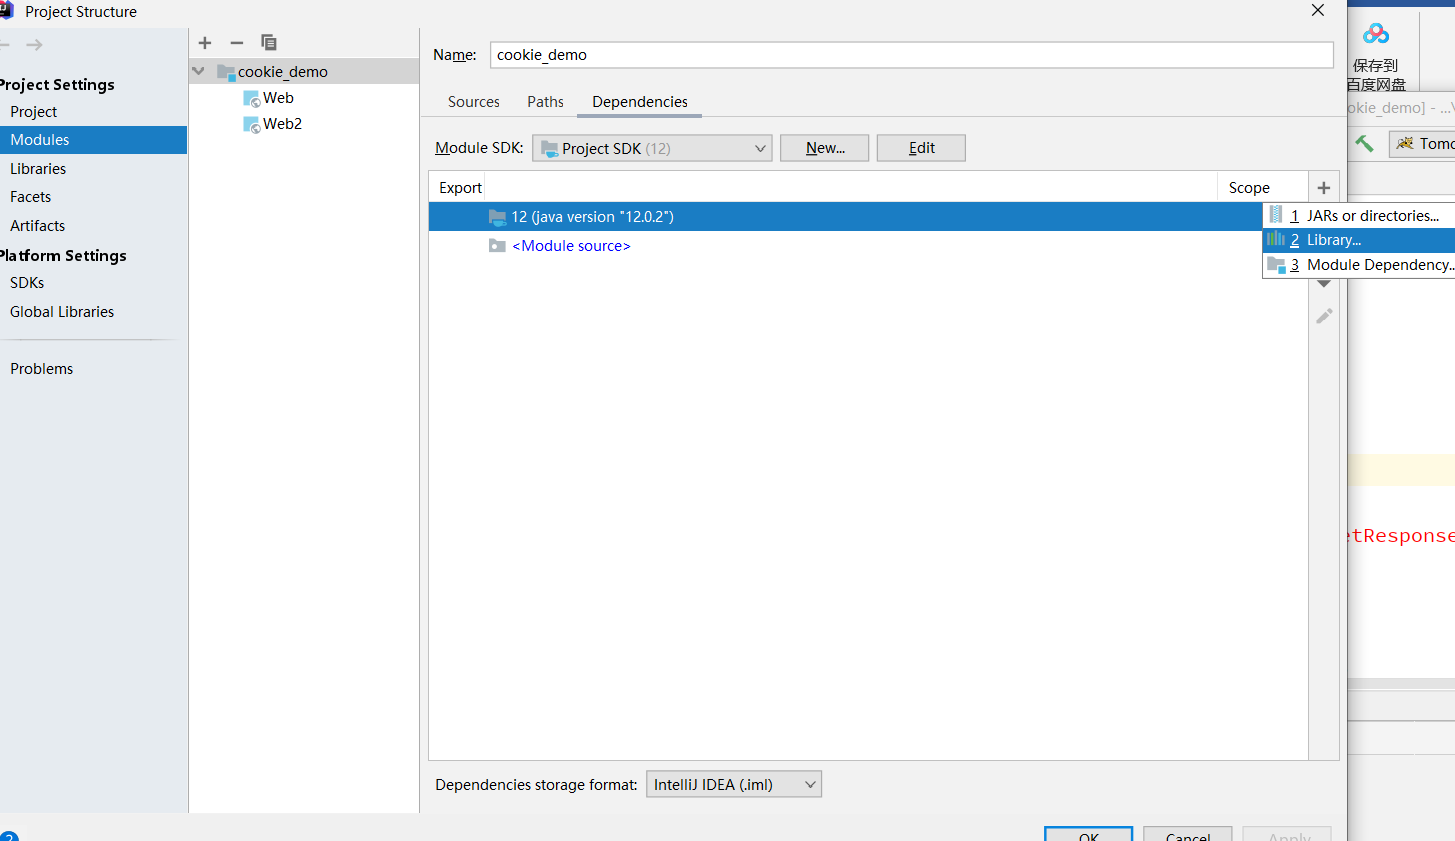 Project Structure
Project Settings
Project
Modules
Libraries
Facets
Artifacts
Platform Settings
SDKs
Global Libraries
Problems
cookie_demo
Web
Web2
Name: cookie_demo
Sources Paths Dependencies
Module SDK: Project SDK (12) New... Edit
Export Scope
12 (java version "12.0.2")
<Module source>
1 JARs or directories...
2 Library...
3 Module Dependency...
Dependencies storage format: IntelliJ IDEA (.iml)
OK Cancel Apply
保存到
百度网盘
okie_demo] - ...\
Tomc
etResponse